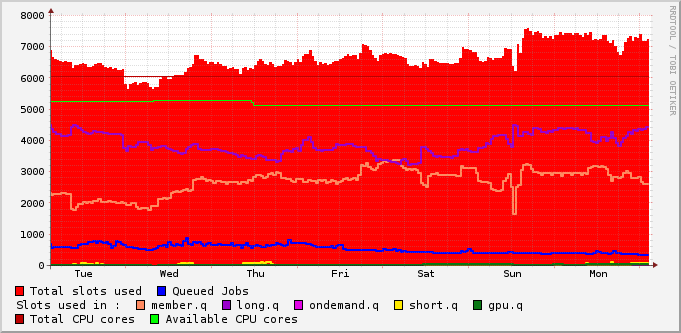 8000
7000
6000
5000
4000
3000
2000
1000
0
Tue Wed Thu Fri Sat Sun Mon
Total slots used Queued Jobs
Slots used in : member.q long.q ondemand.q short.q gpu.q
Total CPU cores Available CPU cores
RRDTOOL / TOBI OETIKER